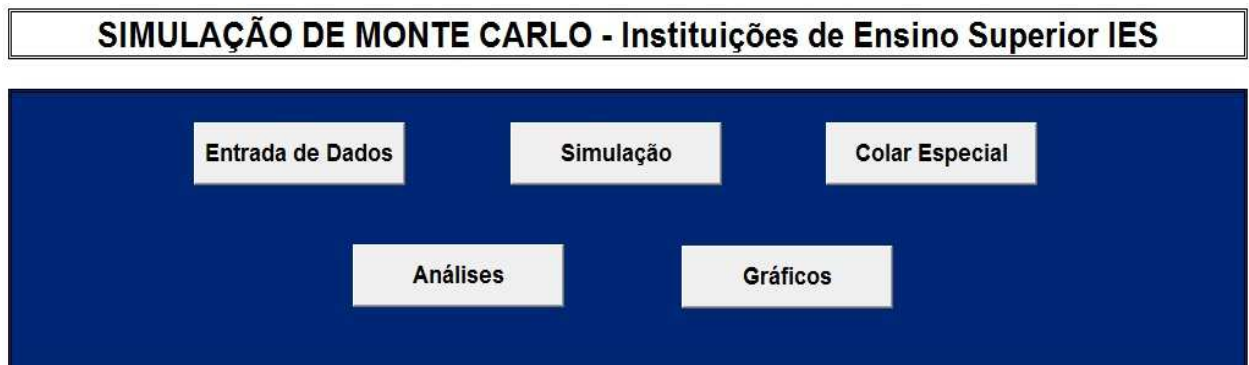 SIMULAÇÃO DE MONTE CARLO - Instituições de Ensino Superior IES
Entrada de Dados
Simulação
Colar Especial
Análises
Gráficos